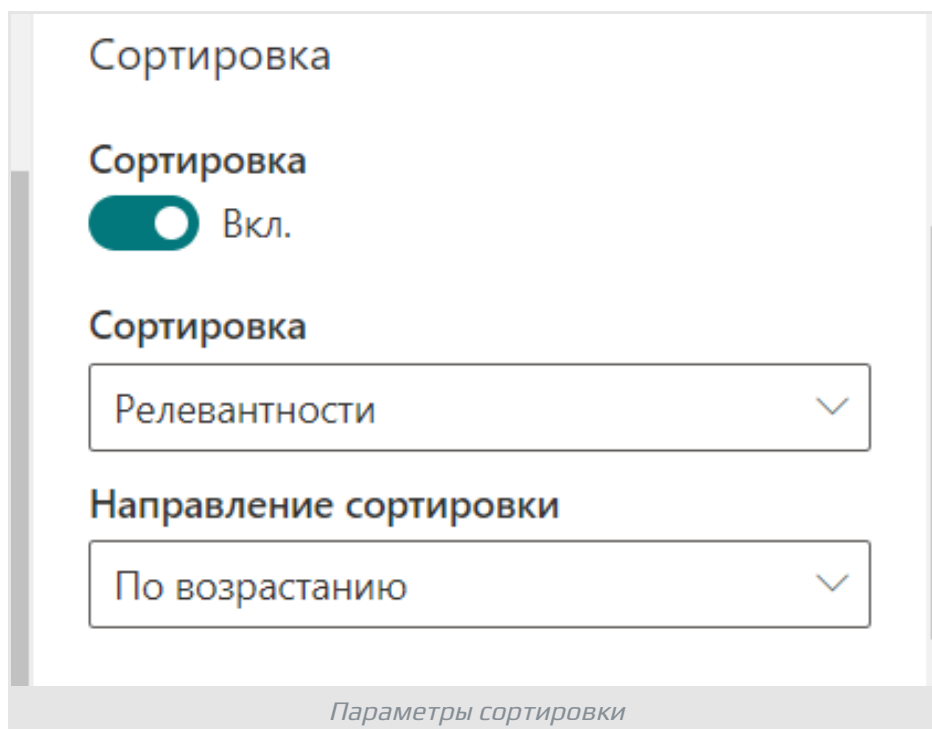 Сортировка
Сортировка
Вкл.
Сортировка
Релевантности
Направление сортировки
По возрастанию
Параметры сортировки